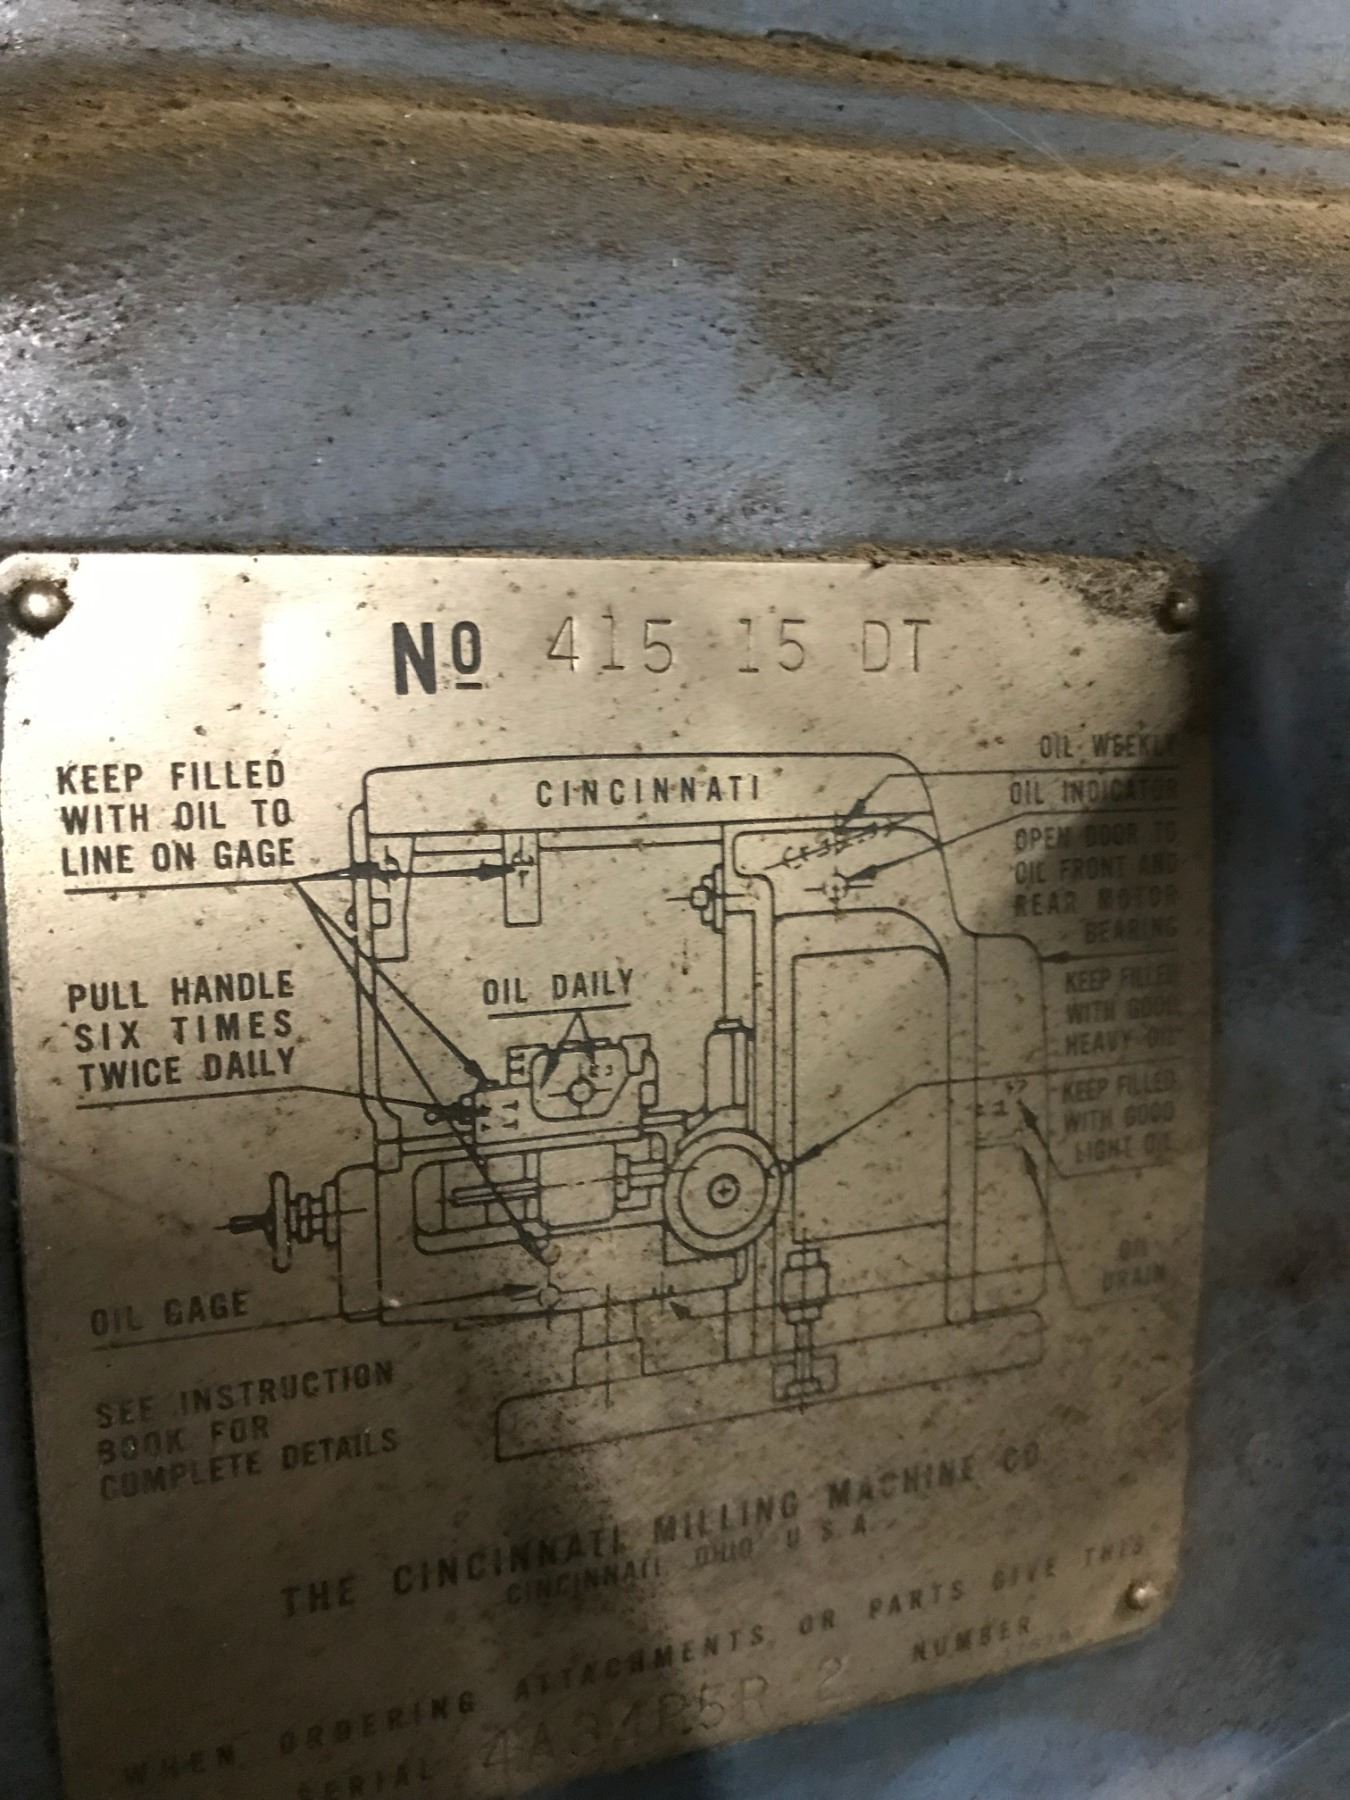 No 415 15 DT
KEEP FILLED
WITH OIL TO
LINE ON GAGE
PULL HANDLE
SIX TIMES
TWICE DAILY
OIL GAGE
SEE INSTRUCTION
BOOK FOR
COMPLETE DETAILS
CINCINNATI
OIL DAILY
OIL WEEKLY
OIL INDICATOR
OPEN DOOR TO
OIL FRONT AND
REAR MOTOR
BEARING
KEEP FILLED
WITH GOOD
HEAVY OIL
KEEP FILLED
WITH GOOD
LIGHT OIL
OIL
DRAIN
THE CINCINNATI MILLING MACHINE CO
CINCINNATI OHIO U S A
WHEN ORDERING ATTACHMENTS OR PARTS GIVE THIS
SERIAL 4A34P5R 2 NUMBER